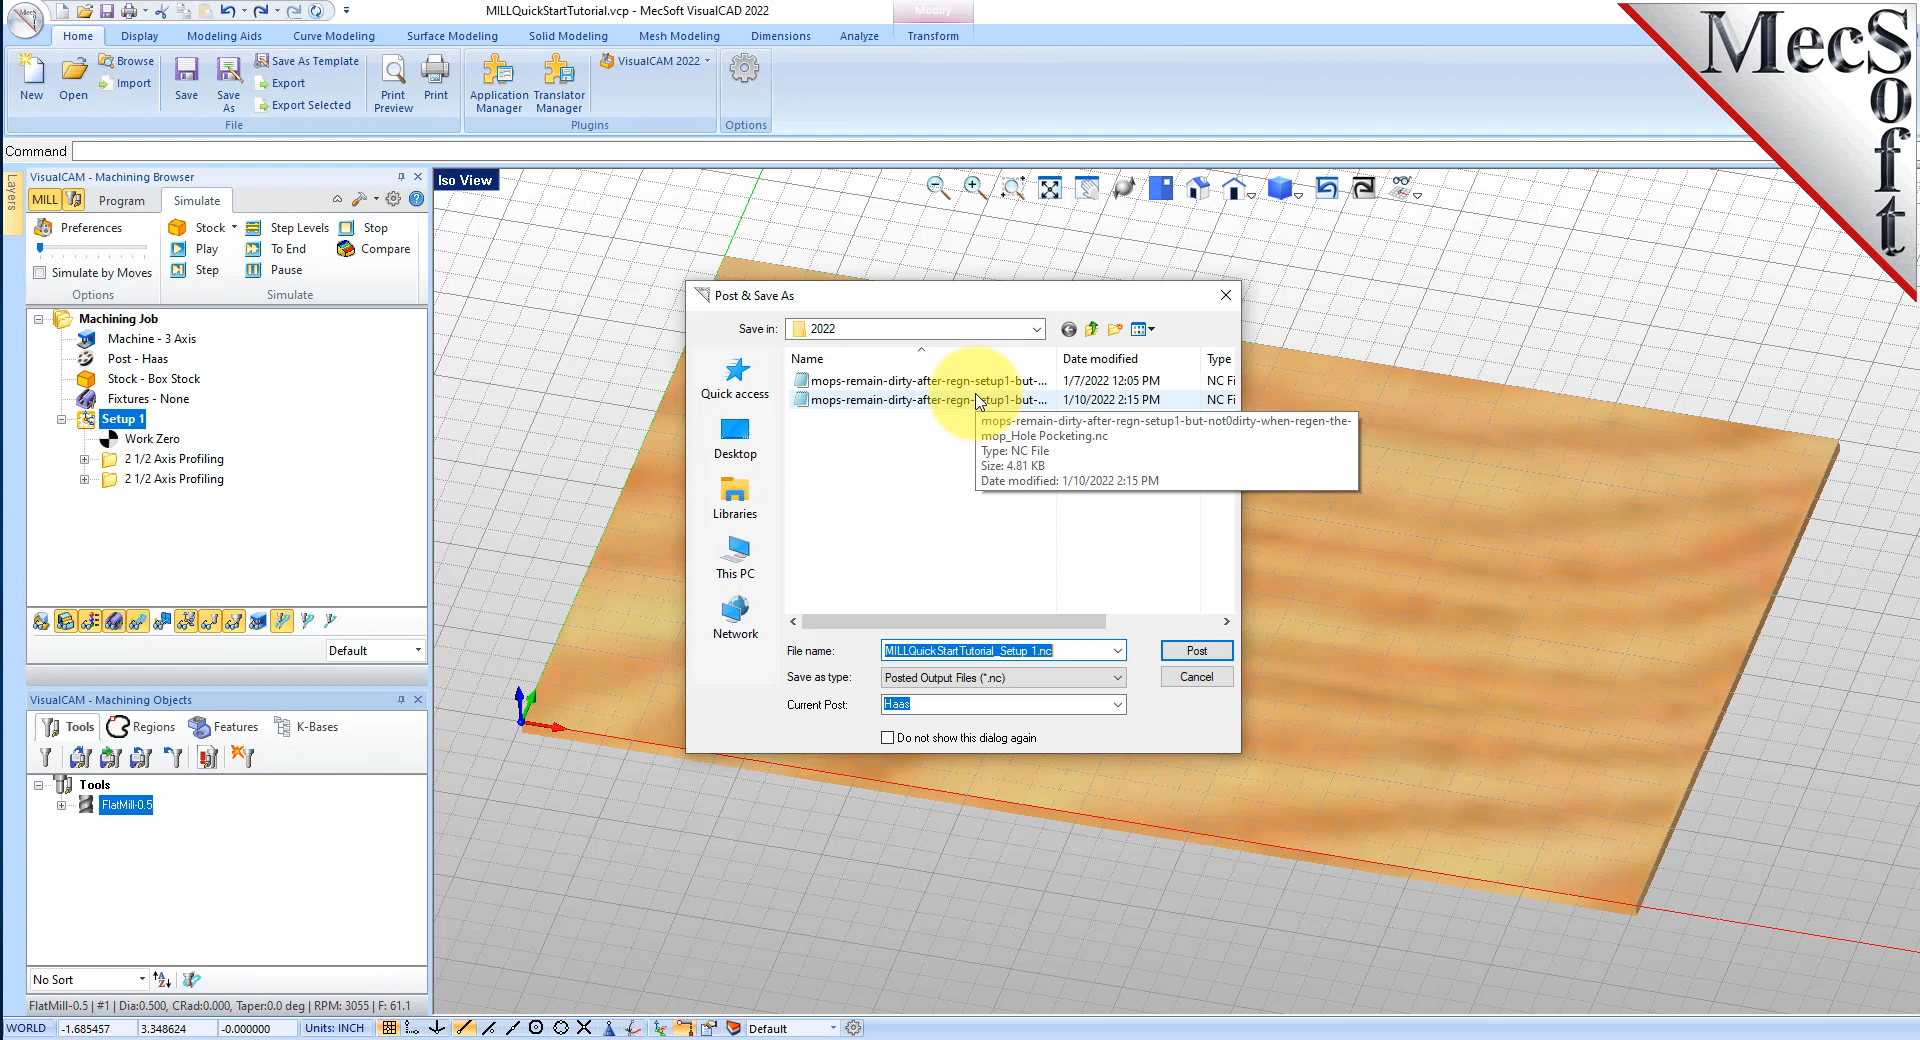 MILLQuickStartTutorial.vcp - MecSoft VisualCAD 2022
Modify
Home Display Modeling Aids Curve Modeling Surface Modeling Solid Modeling Mesh Modeling Dimensions Analyze Transform
New Open Browse Import Save Save As Save As Template Export Export Selected Print Preview Print Application Manager Translator Manager VisualCAM 2022
File Plugins Options
Command
MecSoft
Layers
VisualCAM - Machining Browser
MILL Program Simulate
Preferences Stock Step Levels Stop
Play To End Compare
Simulate by Moves Step Pause
Options Simulate
Machining Job
Machine - 3 Axis
Post - Haas
Stock - Box Stock
Fixtures - None
Setup 1
Work Zero
2 1/2 Axis Profiling
2 1/2 Axis Profiling
Default
VisualCAM - Machining Objects
Tools Regions Features K-Bases
Tools
FlatMill-0.5
No Sort
FlatMill-0.5 | #1 | Dia:0.500, CRad:0.000, Taper:0.0 deg | RPM: 3055 | F: 61.1
WORLD -1.685457 3.348624 -0.000000 Units: INCH Default
Iso View
Post & Save As
Save in: 2022
Name Date modified Type
mops-remain-dirty-after-regn-setup1-but-... 1/7/2022 12:05 PM NC Fi
mops-remain-dirty-after-regn-setup1-but-... 1/10/2022 2:15 PM NC Fi
mops-remain-dirty-after-regn-setup1-but-not0dirty-when-regen-the-
mop_Hole Pocketing.nc
Type: NC File
Size: 4.81 KB
Date modified: 1/10/2022 2:15 PM
Quick access
Desktop
Libraries
This PC
Network
File name: MILLQuickStartTutorial_Setup 1.nc Post
Save as type: Posted Output Files (*.nc) Cancel
Current Post: Haas
Do not show this dialog again